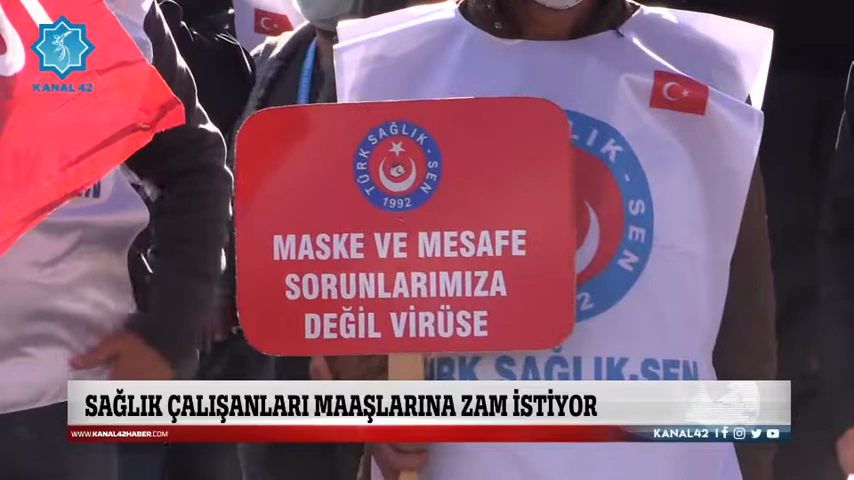 KANAL 42
TÜRK SAĞLIK-SEN
1992
MASKE VE MESAFE
SORUNLARIMIZA
DEĞİL VİRÜSE
LIK-SEN
TÜRK SAĞLIK-SEN
SAĞLIK ÇALIŞANLARI MAAŞLARINA ZAM İSTİYOR
WWW.KANAL42HABER.COM
KANAL42